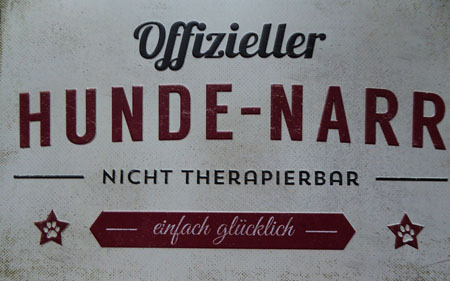 Offizieller
HUNDE-NARR
NICHT THERAPIERBAR
einfach glücklich